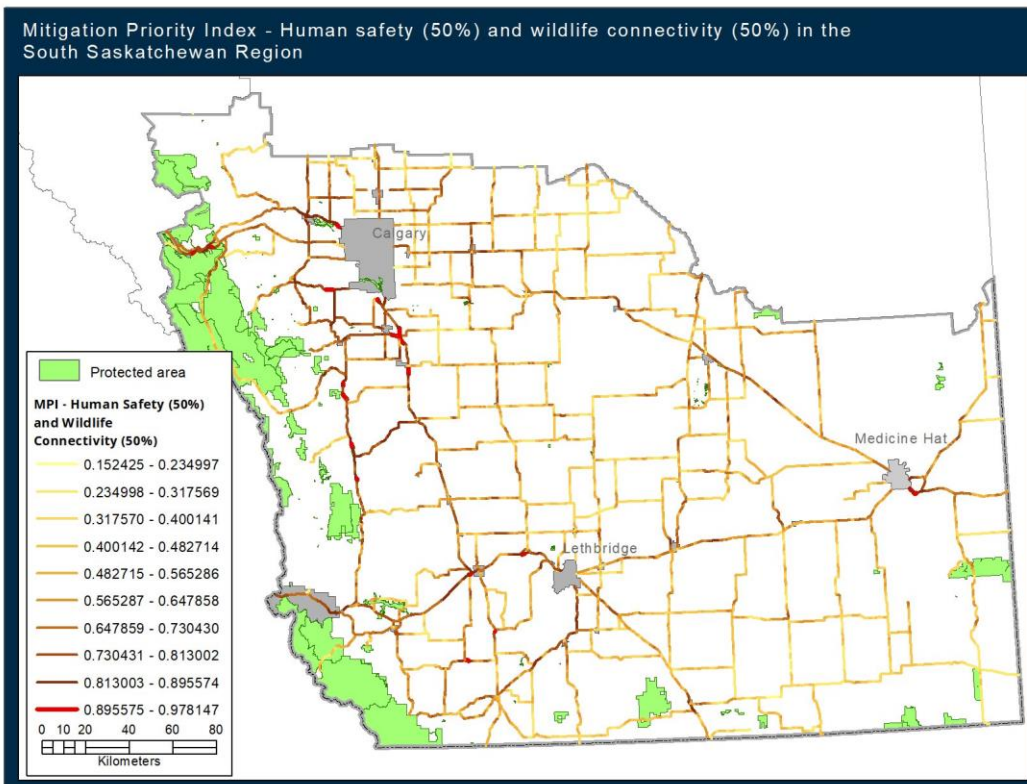 Mitigation Priority Index - Human safety (50%) and wildlife connectivity (50%) in the
South Saskatchewan Region
Calgary
Medicine Hat
Lethbridge
Protected area
MPI - Human Safety (50%)
and Wildlife
Connectivity (50%)
0.152425 - 0.234997
0.234998 - 0.317569
0.317570 - 0.400141
0.400142 - 0.482714
0.482715 - 0.565286
0.565287 - 0.647858
0.647859 - 0.730430
0.730431 - 0.813002
0.813003 - 0.895574
0.895575 - 0.978147
0 10 20 40 60 80
Kilometers